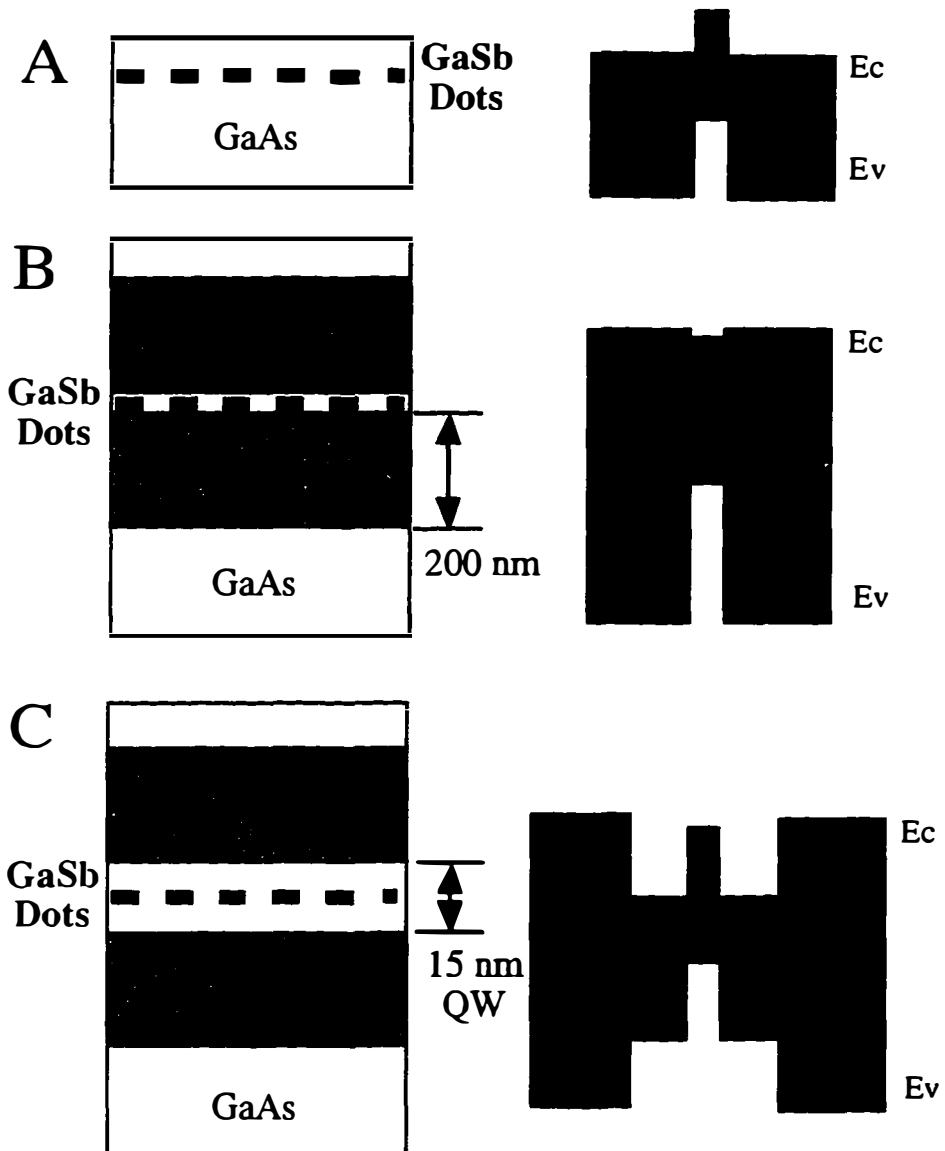 A
GaSb
Dots
GaAs
Ec
Ev
B
GaSb
Dots
200 nm
GaAs
Ec
Ev
C
GaSb
Dots
15 nm
QW
GaAs
Ec
Ev